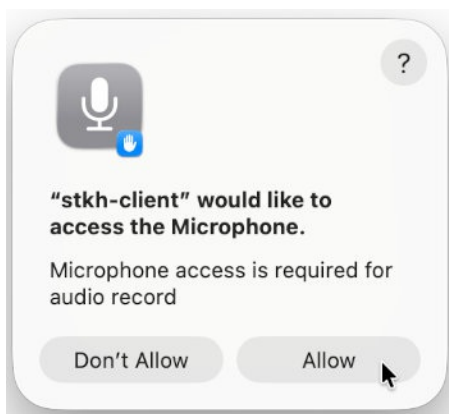 ?
“stkh-client” would like to
access the Microphone.
Microphone access is required for
audio record
Don't Allow
Allow